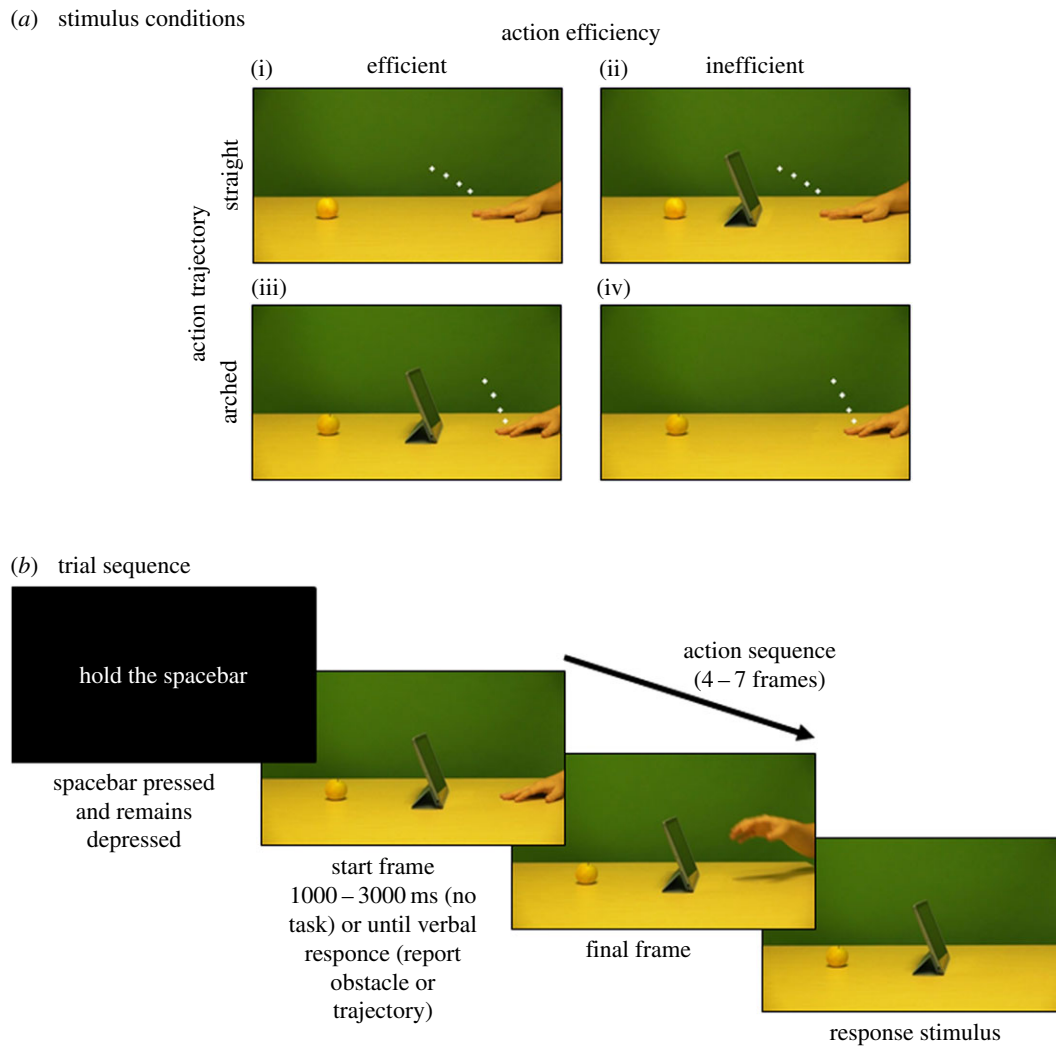 (a) stimulus conditions
action efficiency
(i) efficient
(ii) inefficient
action trajectory
straight
(iii)
(iv)
arched
(b) trial sequence
hold the spacebar
spacebar pressed
and remains
depressed
action sequence
(4 – 7 frames)
start frame
1000 – 3000 ms (no
task) or until verbal
responce (report
obstacle or
trajectory)
final frame
response stimulus